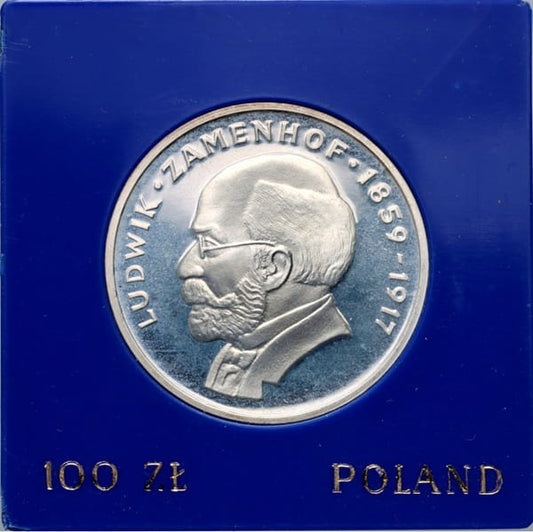 LUDWIK · ZAMENHOF · 1859-1917
100 ZŁ POLAND